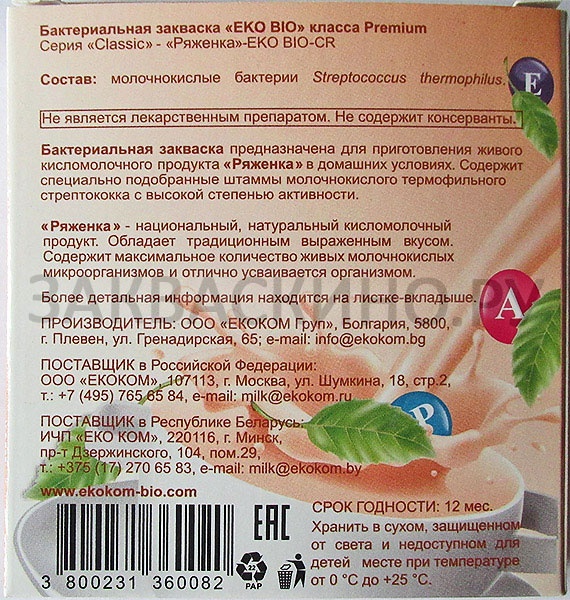 Бактериальная закваска «EKO BIO» класса Premium
Серия «Classic» - «Ряженка»-EKO BIO-CR
Состав: молочнокислые бактерии Streptococcus thermophilus.
E
Не является лекарственным препаратом. Не содержит консерванты.
Бактериальная закваска предназначена для приготовления живого
кисломолочного продукта «Ряженка» в домашних условиях. Содержит
специально подобранные штаммы молочнокислого термофильного
стрептококка с высокой степенью активности.
«Ряженка» - национальный, натуральный кисломолочный
продукт. Обладает традиционным выраженным вкусом.
Содержит максимальное количество живых молочнокислых
микроорганизмов и отлично усваивается организмом.
ЗАКВАСКИНО.РУ
A
Более детальная информация находится на листке-вкладыше.
ПРОИЗВОДИТЕЛЬ: ООО «ЕКОКОМ Груп», Болгария, 5800,
г. Плевен, ул. Гренадирская, 65; e-mail: info@ekokom.bg
ПОСТАВЩИК в Российской Федерации:
ООО «ЕКОКОМ», 107113, г. Москва, ул. Шумкина, 18, стр.2,
т.: +7 (495) 765 65 84, e-mail: milk@ekokom.ru
B
ПОСТАВЩИК в Республике Беларусь:
ИЧП «ЕКО КОМ», 220116, г. Минск,
пр-т Дзержинского, 104, пом.29,
т.: +375 (17) 270 65 83, e-mail: milk@ekokom.by
www.ekokom-bio.com
3 800231 360082
EAC
22
PAP
СРОК ГОДНОСТИ: 12 мес.
Хранить в сухом, защищенном
от света и недоступном для
детей месте при температуре
от 0 °C до +25 °C.